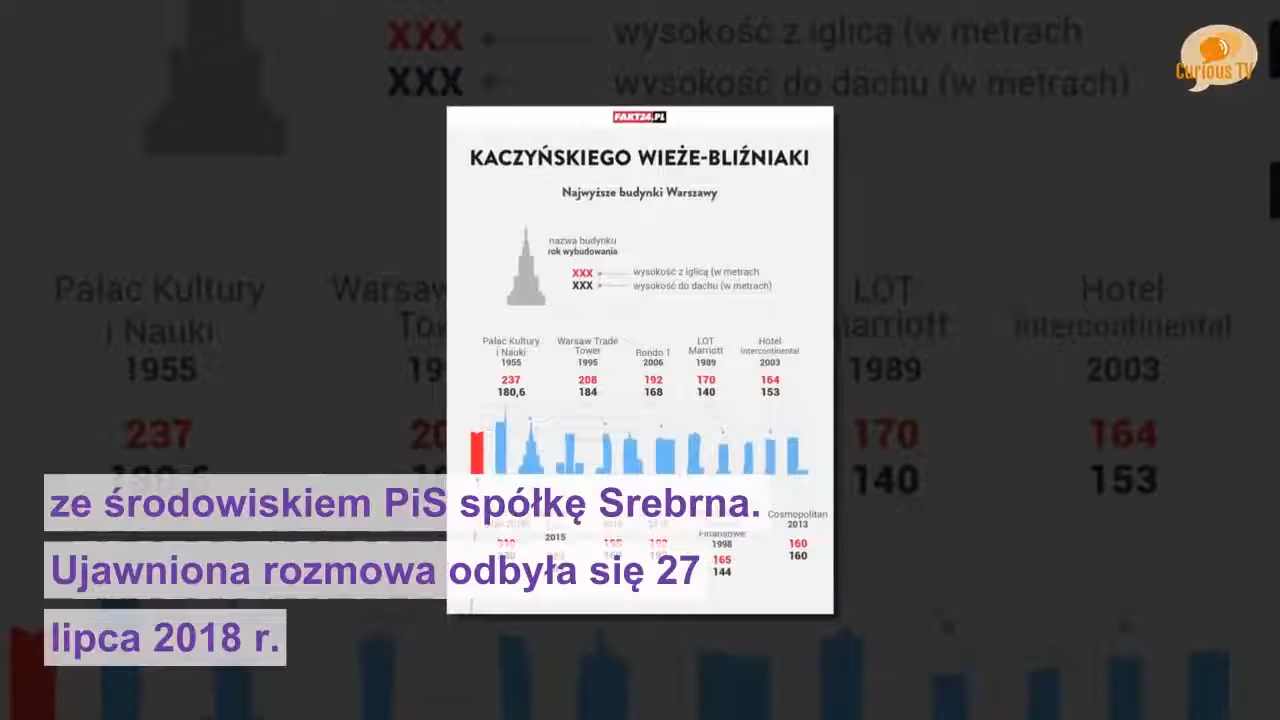 XXX wysokość z iglicą (w metrach
XXX wysokość do dachu (w metrach)
Curious TV
FAKT24.PL
KACZYŃSKIEGO WIEŻE-BLIŹNIAKI
Najwyższe budynki Warszawy
nazwa budynku
rok wybudowania
XXX wysokość z iglicą (w metrach
XXX wysokość do dachu (w metrach)
Pałac Kultury i Nauki 1955 237 180,6
Warsaw Trade Tower 1995 208 184
Rondo 1 2006 192 168
LOT Marriott 1989 170 140
Hotel Intercontinental 2003 164 153
Pałac Kultury
i Nauki
1955
237
LOT
1989
170
140
Hotel
Intercontinental
2003
164
153
2015
Finansowe
1998
165
144
Cosmopolitan
2013
160
160
ze środowiskiem PiS spółkę Srebrna.
Ujawniona rozmowa odbyła się 27
lipca 2018 r.